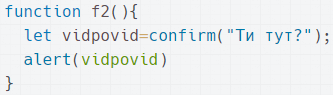 function f2(){
  let vidpovid=confirm("Ти тут?");
  alert(vidpovid)
}